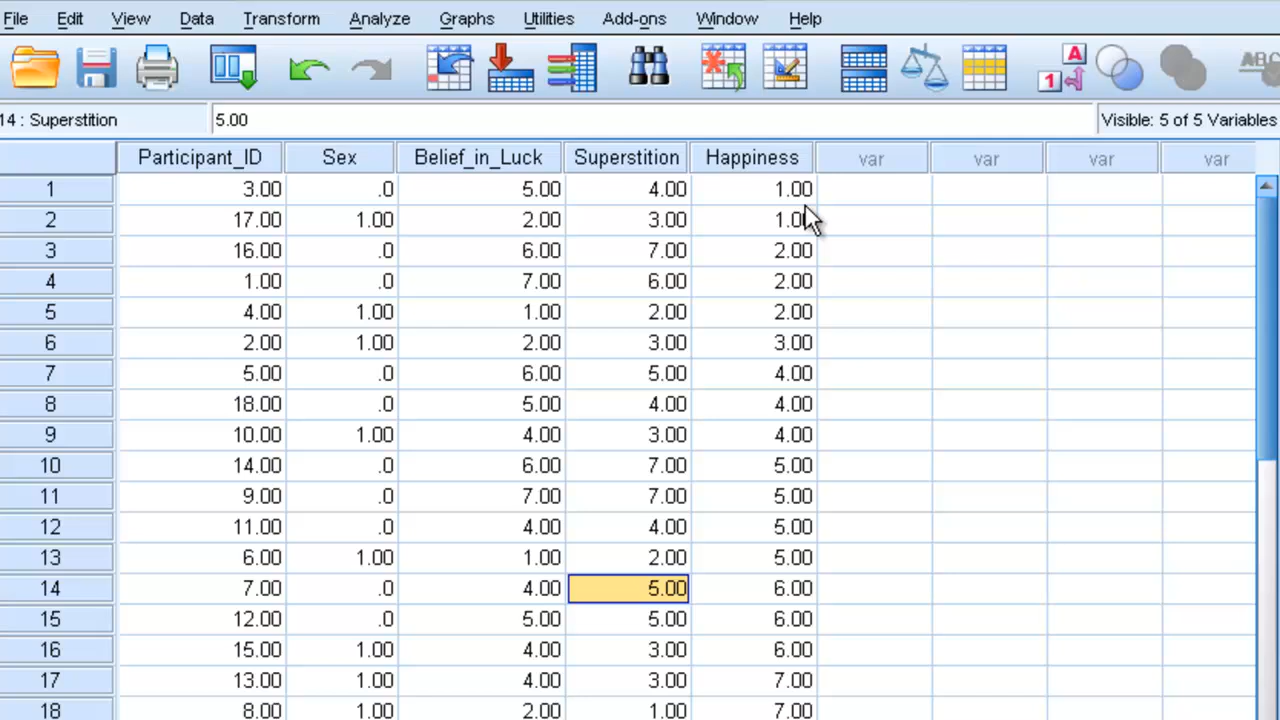 File Edit View Data Transform Analyze Graphs Utilities Add-ons Window Help
A
1
14 : Superstition 5.00 Visible: 5 of 5 Variables
Participant_ID Sex Belief_in_Luck Superstition Happiness var var var var
1 3.00 .0 5.00 4.00 1.00
2 17.00 1.00 2.00 3.00 1.00
3 16.00 .0 6.00 7.00 2.00
4 1.00 .0 7.00 6.00 2.00
5 4.00 1.00 1.00 2.00 2.00
6 2.00 1.00 2.00 3.00 3.00
7 5.00 .0 6.00 5.00 4.00
8 18.00 .0 5.00 4.00 4.00
9 10.00 1.00 4.00 3.00 4.00
10 14.00 .0 6.00 7.00 5.00
11 9.00 .0 7.00 7.00 5.00
12 11.00 .0 4.00 4.00 5.00
13 6.00 1.00 1.00 2.00 5.00
14 7.00 .0 4.00 5.00 6.00
15 12.00 .0 5.00 5.00 6.00
16 15.00 1.00 4.00 3.00 6.00
17 13.00 1.00 4.00 3.00 7.00
18 8.00 1.00 2.00 1.00 7.00